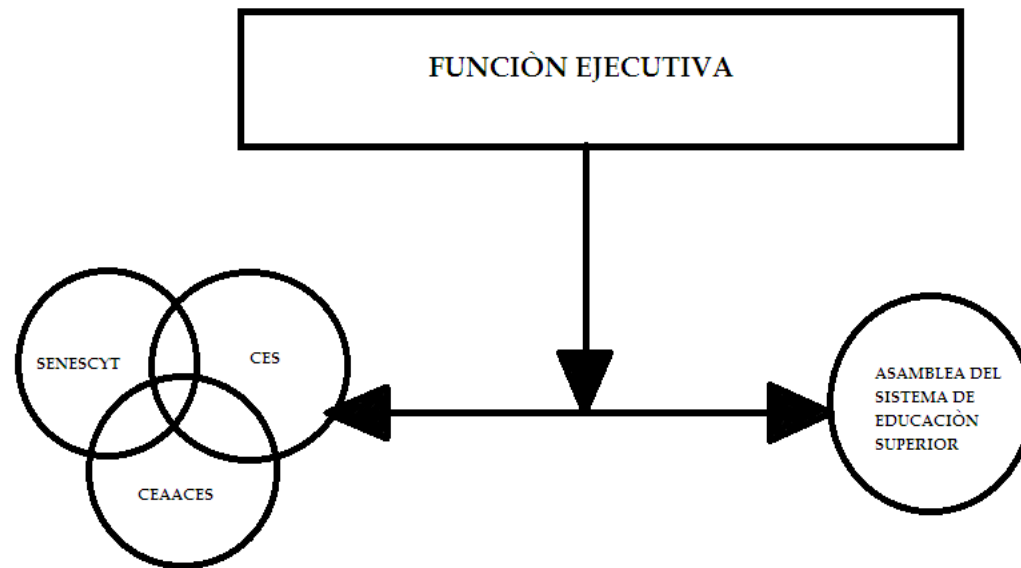 FUNCIÒN EJECUTIVA
SENESCYT
CES
CEAACES
ASAMBLEA DEL
SISTEMA DE
EDUCACIÒN
SUPERIOR